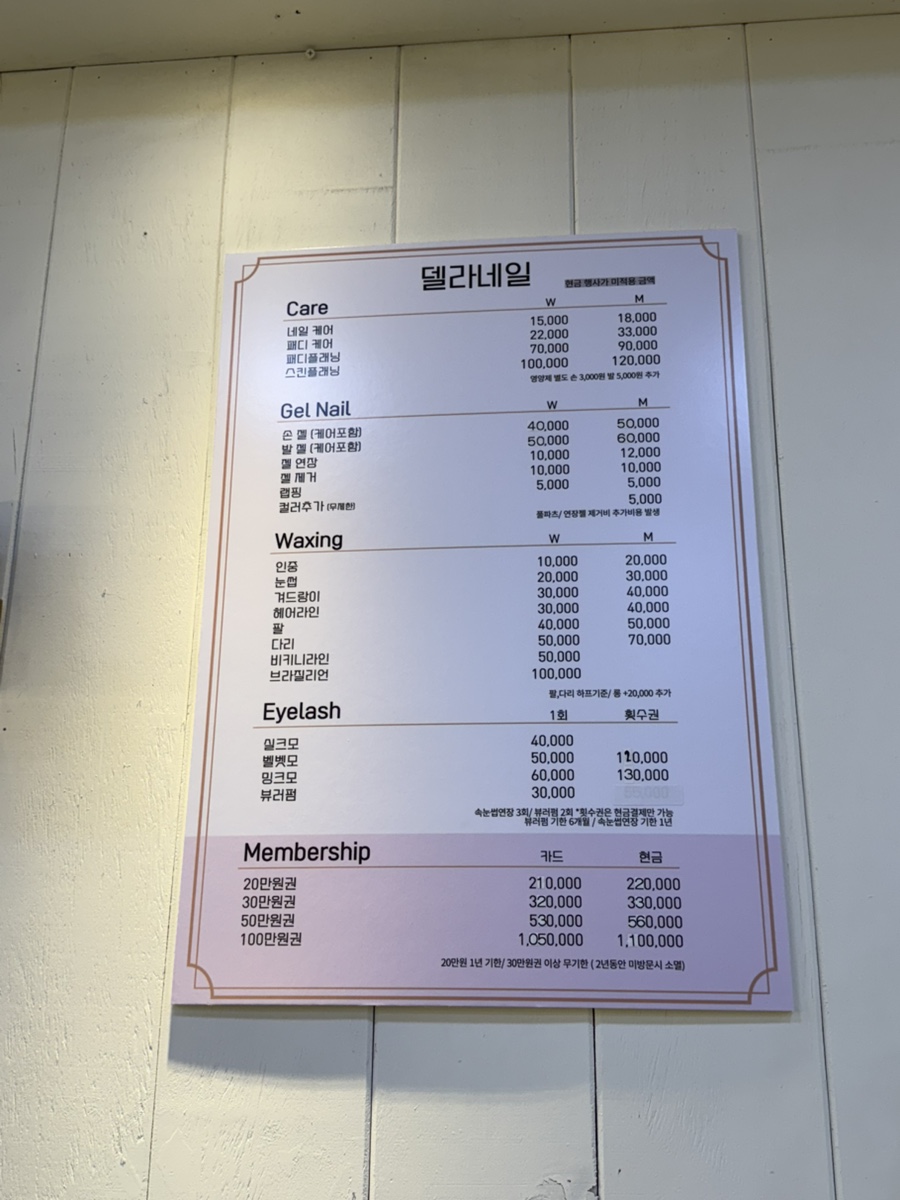 델라네일
현금 행사가 미적용 금액
Care W M
네일 케어 15,000 18,000
패디 케어 22,000 33,000
패디플래닝 70,000 90,000
스킨플래닝 100,000 120,000
영양제 별도 손 3,000원 발 5,000원 추가
Gel Nail W M
손 젤 (케어포함) 40,000 50,000
발 젤 (케어포함) 50,000 60,000
젤 연장 10,000 12,000
젤 제거 10,000 10,000
랩핑 5,000 5,000
컬러추가 (무제한) 5,000
풀파츠/ 연장젤 제거비 추가비용 발생
Waxing W M
인중 10,000 20,000
눈썹 20,000 30,000
겨드랑이 30,000 40,000
헤어라인 30,000 40,000
팔 40,000 50,000
다리 50,000 70,000
비키니라인 50,000
브라질리언 100,000
팔,다리 하프기준/ 롱 +20,000 추가
Eyelash 1회 횟수권
실크모 40,000
벨벳모 50,000 110,000
밍크모 60,000 130,000
뷰러펌 30,000
속눈썹연장 3회/ 뷰러펌 2회 *횟수권은 현금결제만 가능
뷰러펌 기한 6개월 / 속눈썹연장 기한 1년
Membership 카드 현금
20만원권 210,000 220,000
30만원권 320,000 330,000
50만원권 530,000 560,000
100만원권 1,050,000 1,100,000
20만원 1년 기한/ 30만원권 이상 무기한 ( 2년동안 미방문시 소멸)